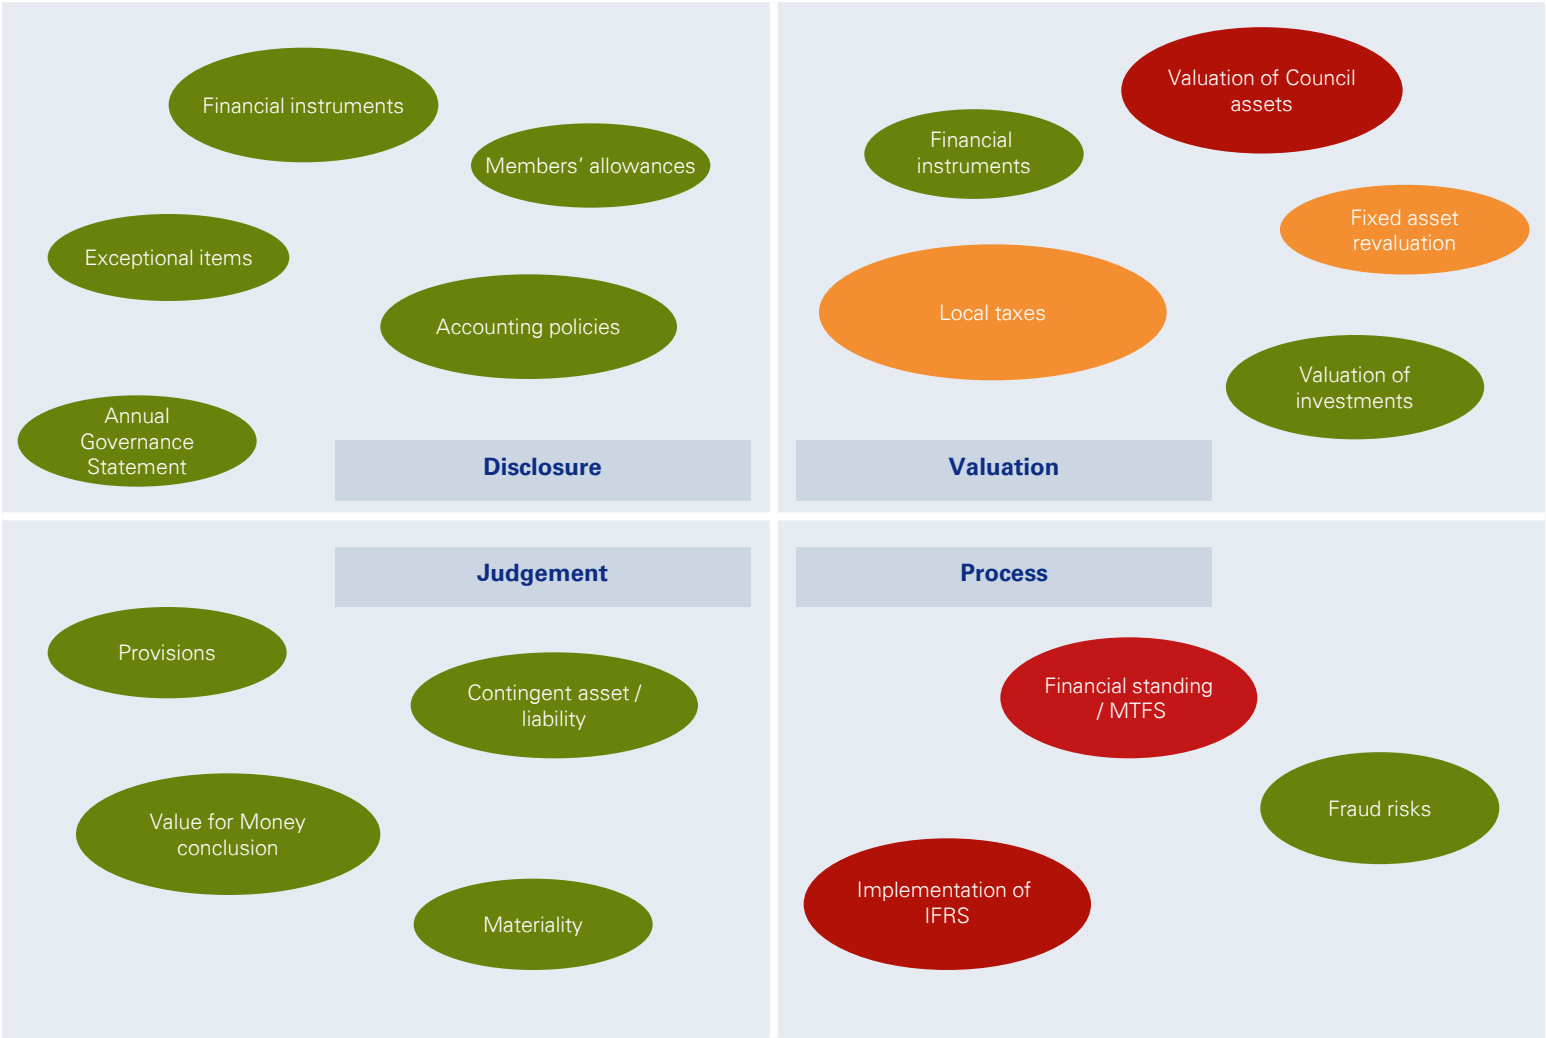 Financial instruments
Members’ allowances
Exceptional items
Accounting policies
Annual
Governance
Statement
Disclosure
Valuation of Council
assets
Financial
instruments
Fixed asset
revaluation
Local taxes
Valuation of
investments
Valuation
Judgement
Provisions
Contingent asset /
liability
Value for Money
conclusion
Materiality
Process
Financial standing
/ MTFS
Fraud risks
Implementation of
IFRS